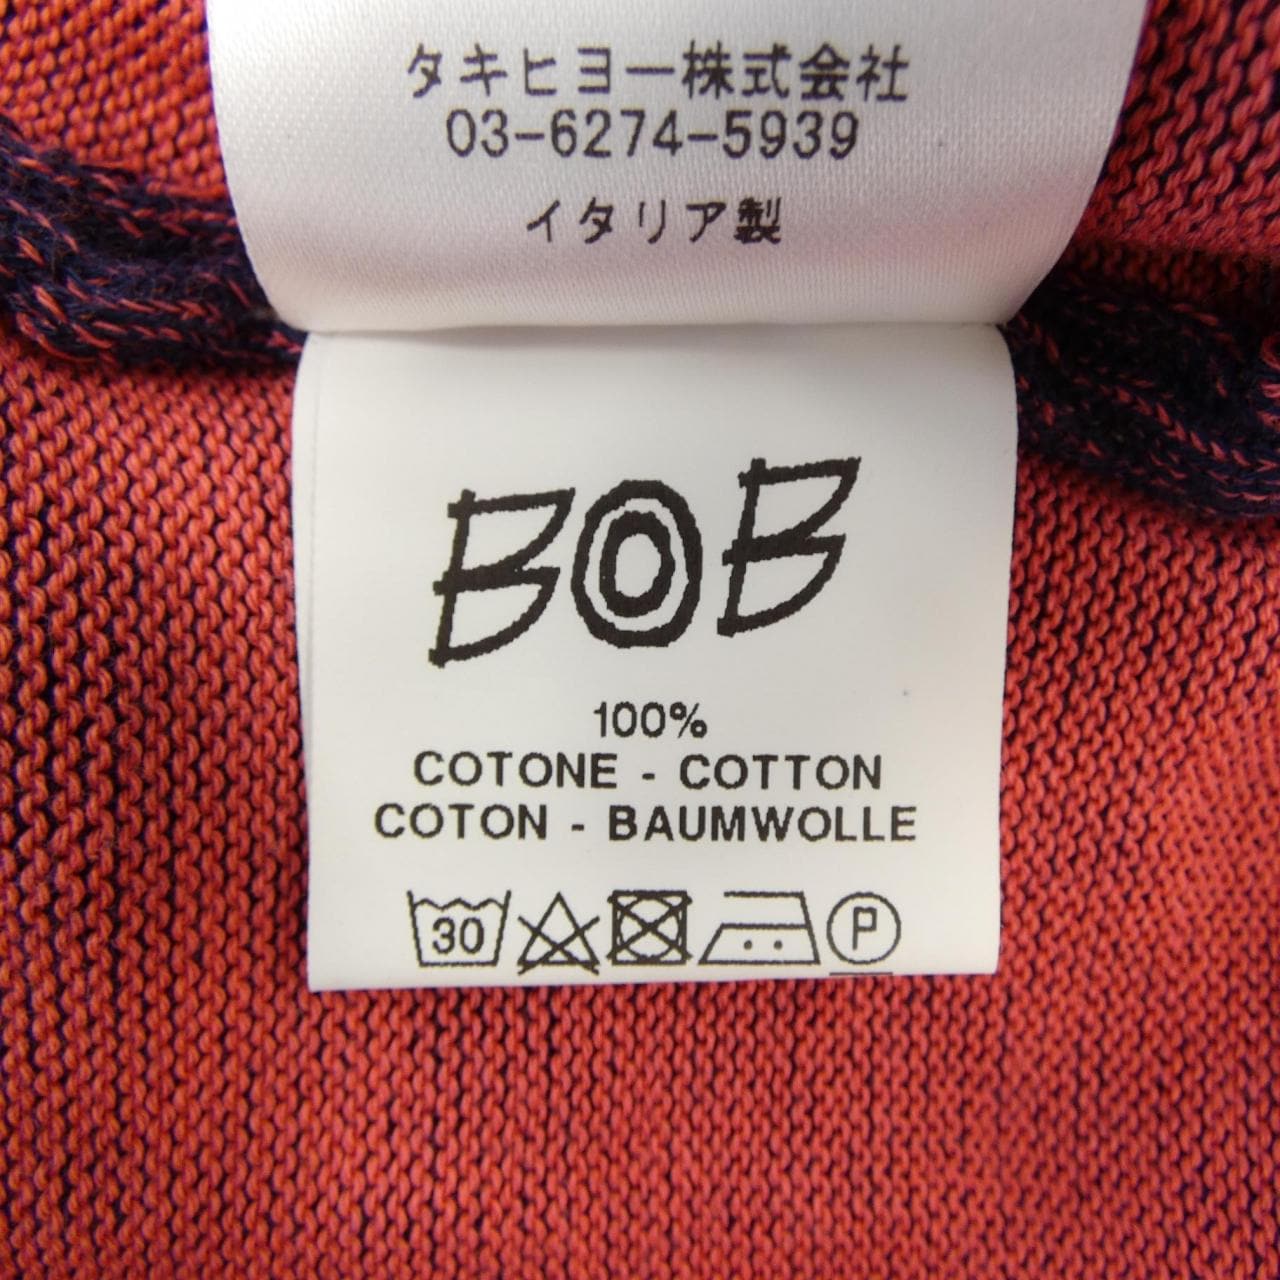 タキヒヨー株式会社
03-6274-5939
イタリア製
BOB
100%
COTONE - COTTON
COTON - BAUMWOLLE
30 P